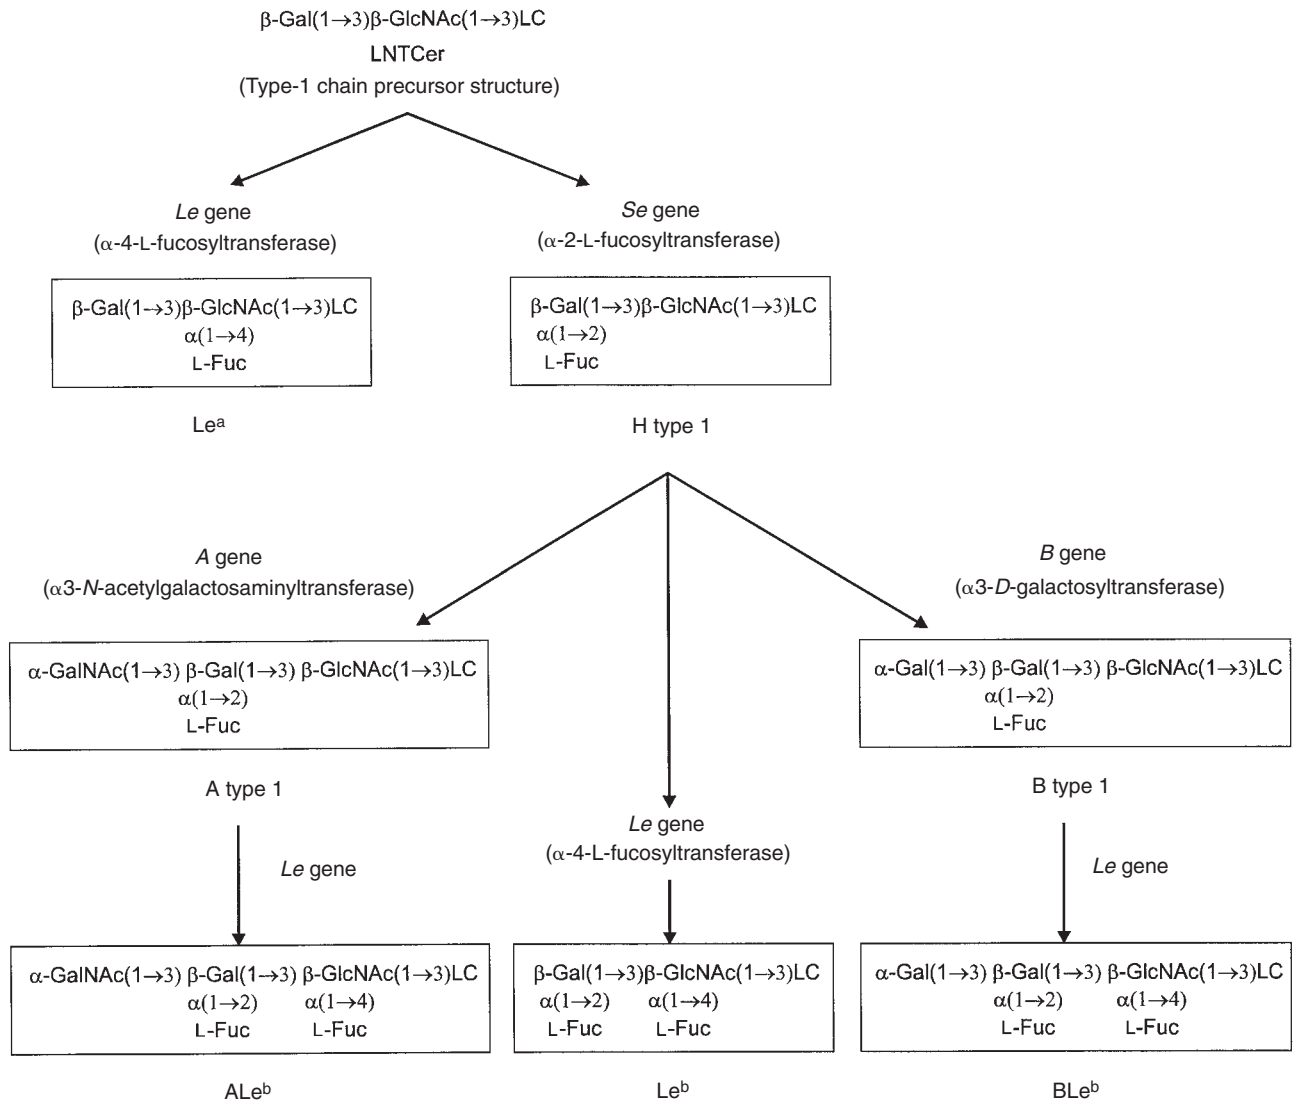 β-Gal(1→3)β-GlcNAc(1→3)LC
LNTCer
(Type-1 chain precursor structure)
Le gene
(α-4-L-fucosyltransferase)
β-Gal(1→3)β-GlcNAc(1→3)LC
α(1→4)
L-Fuc
Leᵃ
Se gene
(α-2-L-fucosyltransferase)
β-Gal(1→3)β-GlcNAc(1→3)LC
α(1→2)
L-Fuc
H type 1
A gene
(α3-N-acetylgalactosaminyltransferase)
α-GalNAc(1→3) β-Gal(1→3) β-GlcNAc(1→3)LC
α(1→2)
L-Fuc
A type 1
B gene
(α3-D-galactosyltransferase)
α-Gal(1→3) β-Gal(1→3) β-GlcNAc(1→3)LC
α(1→2)
L-Fuc
B type 1
Le gene
Le gene
(α-4-L-fucosyltransferase)
Le gene
α-GalNAc(1→3) β-Gal(1→3) β-GlcNAc(1→3)LC
α(1→2) α(1→4)
L-Fuc L-Fuc
ALeᵇ
β-Gal(1→3)β-GlcNAc(1→3)LC
α(1→2) α(1→4)
L-Fuc L-Fuc
Leᵇ
α-Gal(1→3) β-Gal(1→3) β-GlcNAc(1→3)LC
α(1→2) α(1→4)
L-Fuc L-Fuc
BLeᵇ